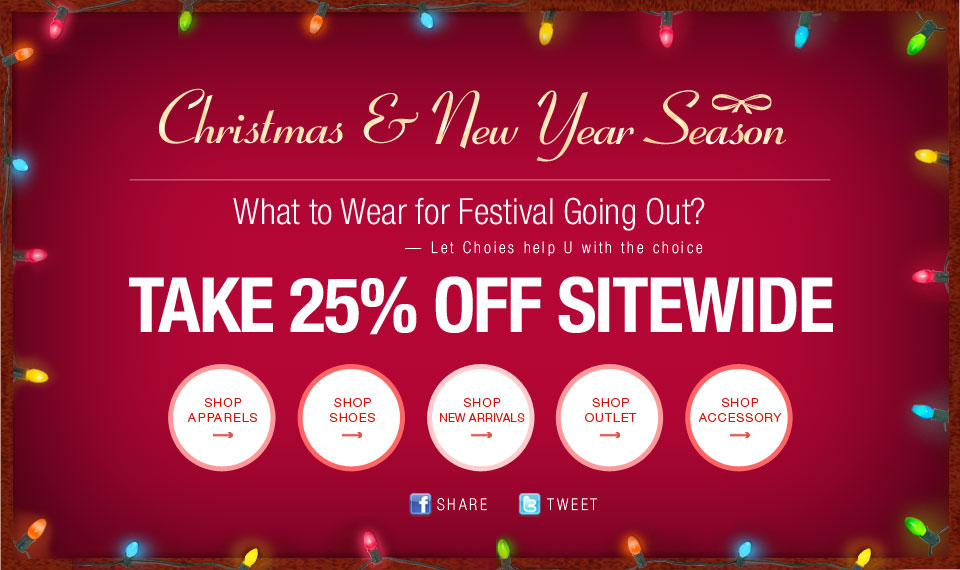 Christmas & New Year Season
What to Wear for Festival Going Out?
— Let Choies help U with the choice
TAKE 25% OFF SITEWIDE
SHOP
APPARELS
SHOP
SHOES
SHOP
NEW ARRIVALS
SHOP
OUTLET
SHOP
ACCESSORY
SHARE
TWEET